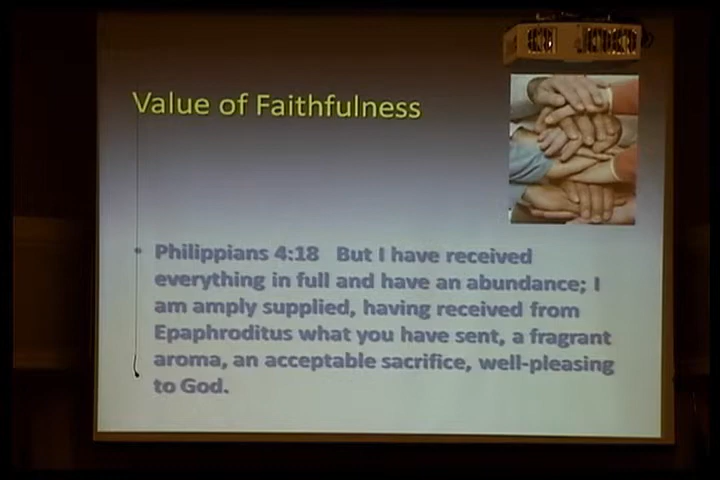 Value of Faithfulness
• Philippians 4:18 But I have received
everything in full and have an abundance; I
am amply supplied, having received from
Epaphroditus what you have sent, a fragrant
aroma, an acceptable sacrifice, well-pleasing
to God.